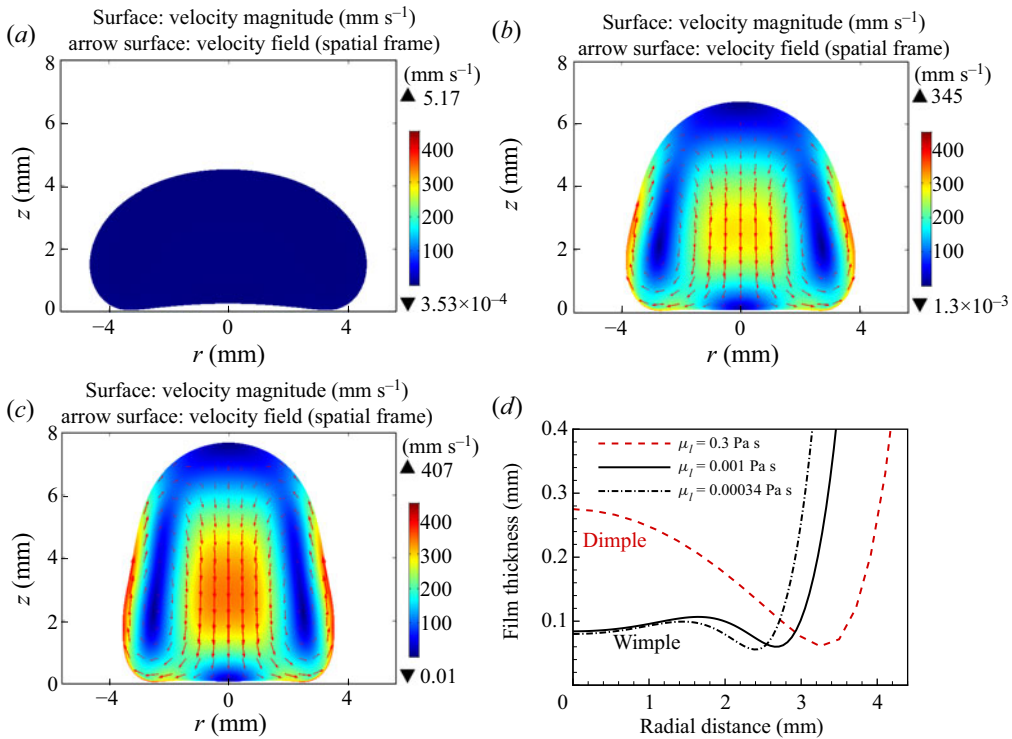 (a)
Surface: velocity magnitude (mm s⁻¹)
arrow surface: velocity field (spatial frame)
(mm s⁻¹)
▲ 5.17
8
6
4
2
0
z (mm)
400
300
200
100
▼ 3.53×10⁻⁴
−4
0
4
r (mm)
(b)
Surface: velocity magnitude (mm s⁻¹)
arrow surface: velocity field (spatial frame)
(mm s⁻¹)
▲ 345
8
6
4
2
0
z (mm)
400
300
200
100
▼ 1.3×10⁻³
−4
0
4
r (mm)
(c)
Surface: velocity magnitude (mm s⁻¹)
arrow surface: velocity field (spatial frame)
(mm s⁻¹)
▲ 407
8
6
4
2
0
z (mm)
400
300
200
100
▼ 0.01
−4
0
4
r (mm)
(d)
0.4
0.3
0.2
0.1
Film thickness (mm)
μₗ = 0.3 Pa s
μₗ = 0.001 Pa s
μₗ = 0.00034 Pa s
Dimple
Wimple
0
1
2
3
4
Radial distance (mm)